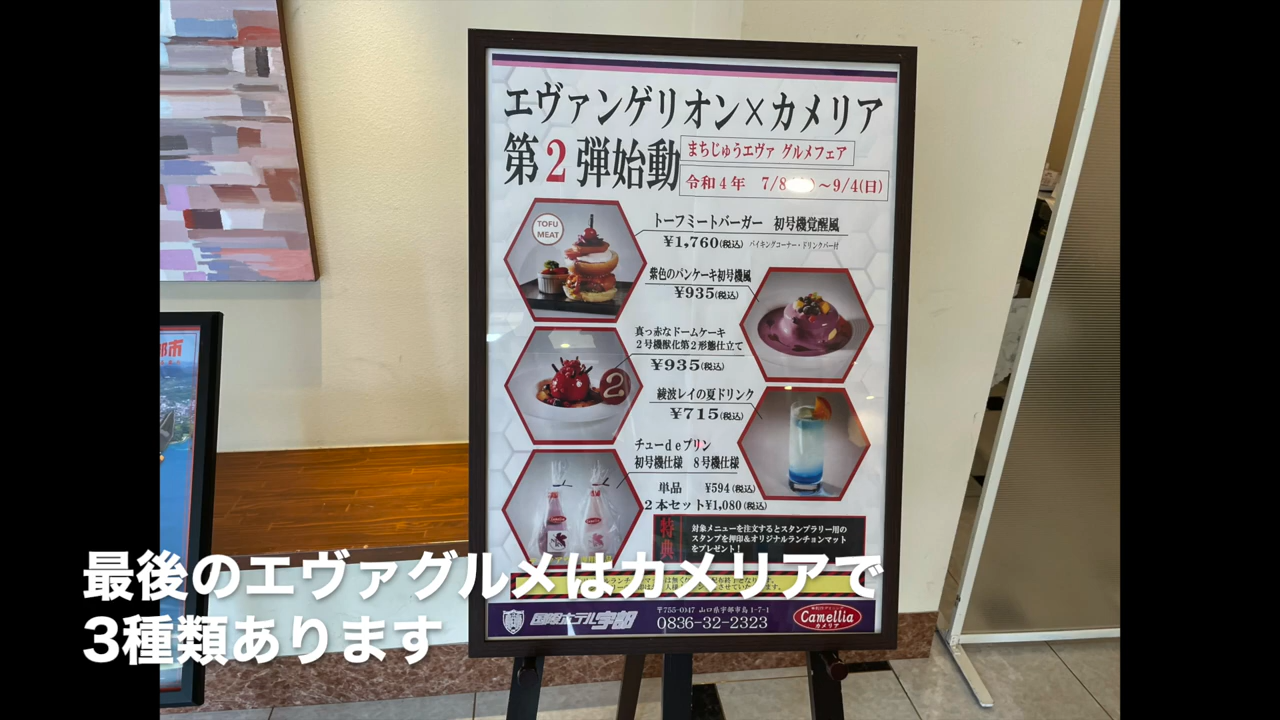 エヴァンゲリオン×カメリア
第2弾始動
まちじゅうエヴァ グルメフェア
令和4年 7/8 ～9/4(日)
TOFU
MEAT
トーフミートバーガー 初号機覚醒風
¥1,760(税込) バイキングコーナー・ドリンクバー付
紫色のパンケーキ初号機風
¥935(税込)
真っ赤なドームケーキ
2号機獣化第2形態仕立て
¥935(税込)
2
綾波レイの夏ドリンク
¥715(税込)
チューdeプリン
初号機仕様 8号機仕様
単品 ¥594(税込)
2本セット¥1,080(税込)
特典
対象メニューを注文するとスタンプラリー用の
スタンプを押印&オリジナルランチョンマット
をプレゼント!
国際ホテル宇部
〒755-0047 山口県宇部市島1-7-1
0836-32-2323
Camellia
カメリア
最後のエヴァグルメはカメリアで
3種類あります